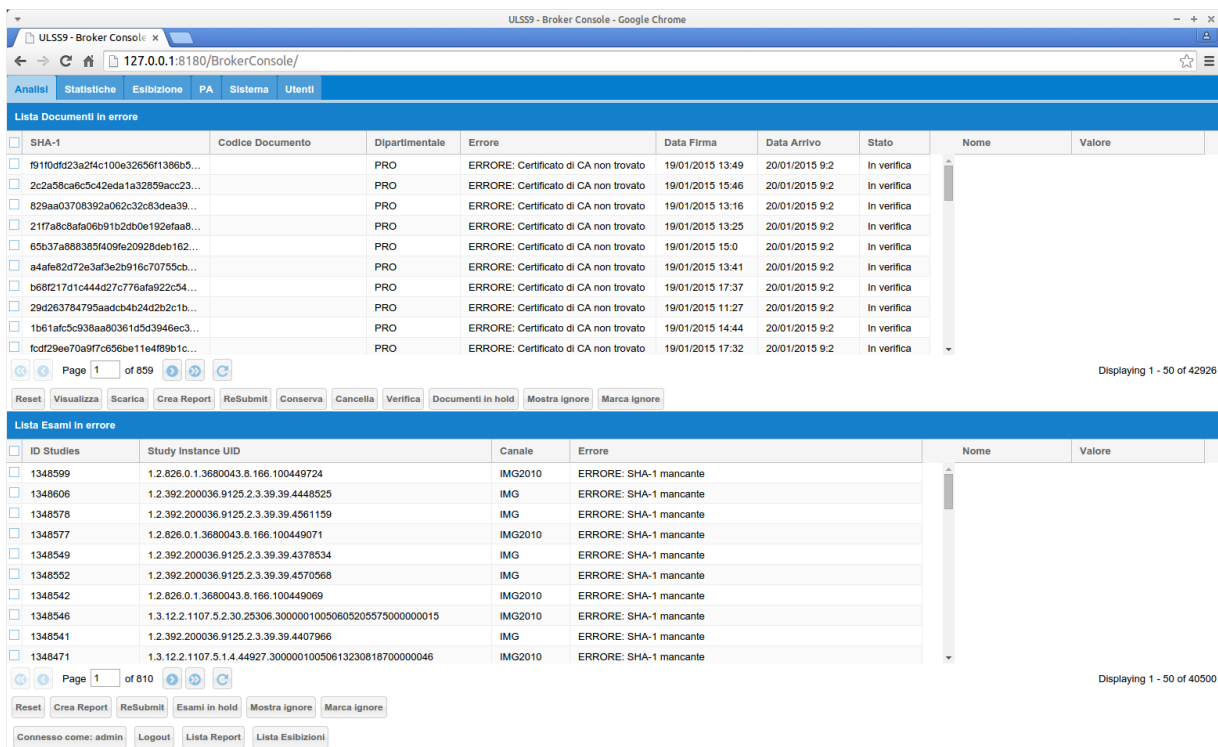 ULSS9 - Broker Console - Google Chrome
ULSS9 - Broker Console
127.0.0.1:8180/BrokerConsole/
Analisi Statistiche Esibizione PA Sistema Utenti
Lista Documenti in errore
SHA-1 Codice Documento Dipartimentale Errore Data Firma Data Arrivo Stato Nome Valore
f91f0dfd23a2f4c100e32656f1386b5... PRO ERRORE: Certificato di CA non trovato 19/01/2015 13:49 20/01/2015 9:2 In verifica
2c2a58ca6c5c42eda1a32859acc23... PRO ERRORE: Certificato di CA non trovato 19/01/2015 15:46 20/01/2015 9:2 In verifica
829aa03708392a062c32c83dea39... PRO ERRORE: Certificato di CA non trovato 19/01/2015 13:16 20/01/2015 9:2 In verifica
21f7a8c8afa06b91b2db0e192efaa8... PRO ERRORE: Certificato di CA non trovato 19/01/2015 13:25 20/01/2015 9:2 In verifica
65b37a888385f409fe20928deb162... PRO ERRORE: Certificato di CA non trovato 19/01/2015 15:0 20/01/2015 9:2 In verifica
a4afe82d72e3af3e2b916c70755cb... PRO ERRORE: Certificato di CA non trovato 19/01/2015 13:41 20/01/2015 9:2 In verifica
b68f217d1c444d27c776afa922c54... PRO ERRORE: Certificato di CA non trovato 19/01/2015 17:37 20/01/2015 9:2 In verifica
29d263784795aadcb4b24d2b2c1b... PRO ERRORE: Certificato di CA non trovato 19/01/2015 11:27 20/01/2015 9:2 In verifica
1b61afc5c938aa80361d5d3946ec3... PRO ERRORE: Certificato di CA non trovato 19/01/2015 14:44 20/01/2015 9:2 In verifica
fcdf29ee70a9f7c656be11e4f89b1c... PRO ERRORE: Certificato di CA non trovato 19/01/2015 17:32 20/01/2015 9:2 In verifica
Page 1 of 859 Displaying 1 - 50 of 42926
Reset Visualizza Scarica Crea Report ReSubmit Conserva Cancella Verifica Documenti in hold Mostra ignore Marca ignore
Lista Esami in errore
ID Studies Study Instance UID Canale Errore Nome Valore
1348599 1.2.826.0.1.3680043.8.166.100449724 IMG2010 ERRORE: SHA-1 mancante
1348606 1.2.392.200036.9125.2.3.39.39.4448525 IMG ERRORE: SHA-1 mancante
1348578 1.2.392.200036.9125.2.3.39.39.4561159 IMG ERRORE: SHA-1 mancante
1348577 1.2.826.0.1.3680043.8.166.100449071 IMG2010 ERRORE: SHA-1 mancante
1348549 1.2.392.200036.9125.2.3.39.39.4378534 IMG ERRORE: SHA-1 mancante
1348552 1.2.392.200036.9125.2.3.39.39.4570568 IMG ERRORE: SHA-1 mancante
1348542 1.2.826.0.1.3680043.8.166.100449069 IMG2010 ERRORE: SHA-1 mancante
1348546 1.3.12.2.1107.5.2.30.25306.30000010050605205575000000015 IMG2010 ERRORE: SHA-1 mancante
1348541 1.2.392.200036.9125.2.3.39.39.4407966 IMG ERRORE: SHA-1 mancante
1348471 1.3.12.2.1107.5.1.4.44927.30000010050613230818700000046 IMG2010 ERRORE: SHA-1 mancante
Page 1 of 810 Displaying 1 - 50 of 40500
Reset Crea Report ReSubmit Esami in hold Mostra ignore Marca ignore
Connesso come: admin Logout Lista Report Lista Esibizioni